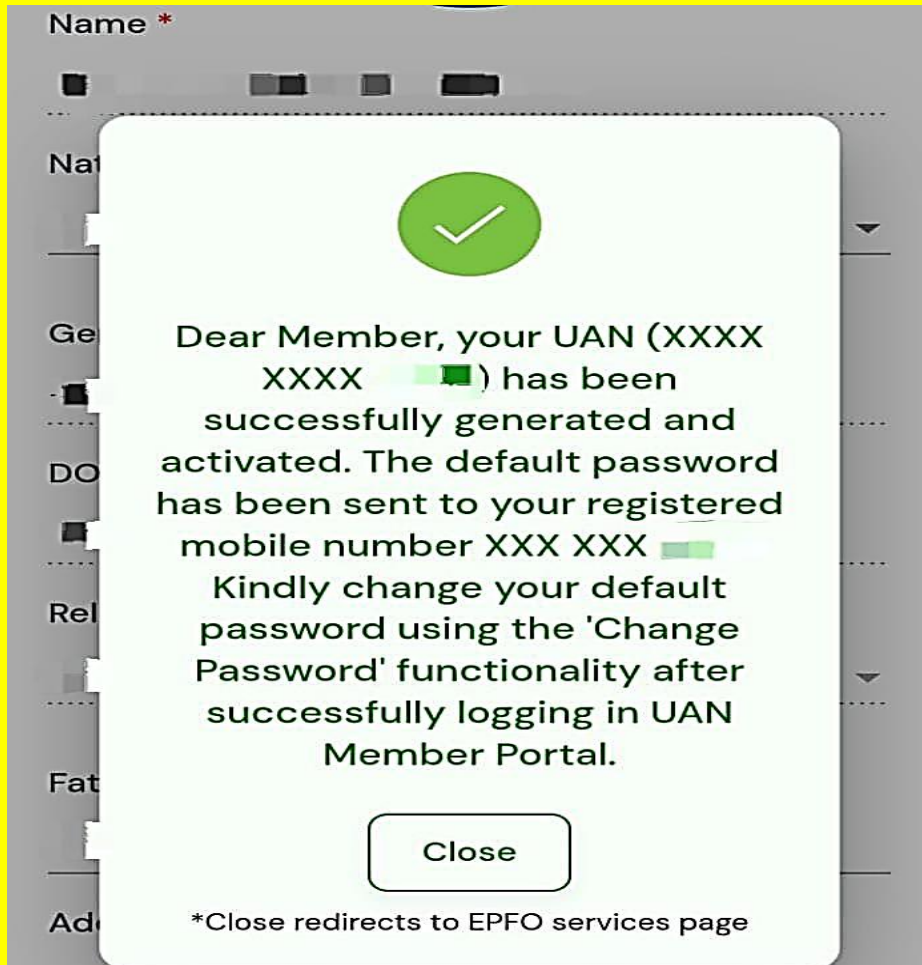 Name *
Nat
Ge
Dear Member, your UAN (XXXX
XXXX ) has been
successfully generated and
activated. The default password
has been sent to your registered
mobile number XXX XXX
Kindly change your default
password using the 'Change
Password' functionality after
successfully logging in UAN
Member Portal.
DO
Rel
Fat
Close
Ad
*Close redirects to EPFO services page